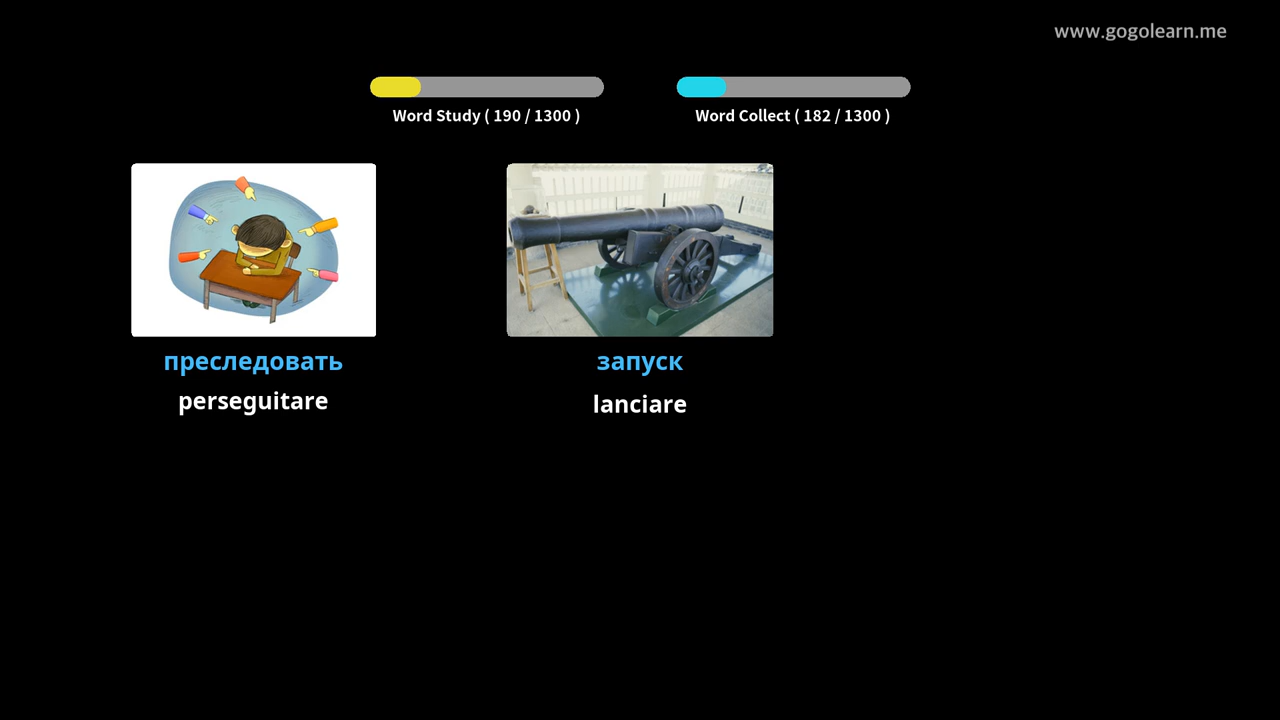 www.gogolearn.me
Word Study ( 190 / 1300 )
Word Collect ( 182 / 1300 )
преследовать
perseguitare
запуск
lanciare